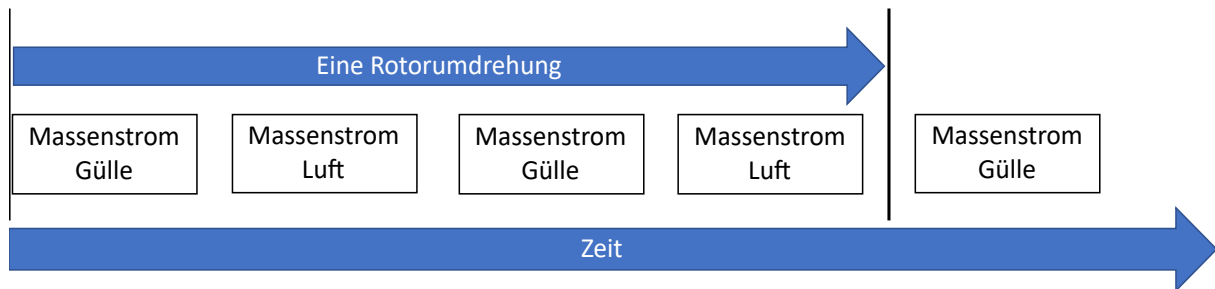 Eine Rotorumdrehung
Massenstrom
Gülle
Massenstrom
Luft
Massenstrom
Gülle
Massenstrom
Luft
Massenstrom
Gülle
Zeit